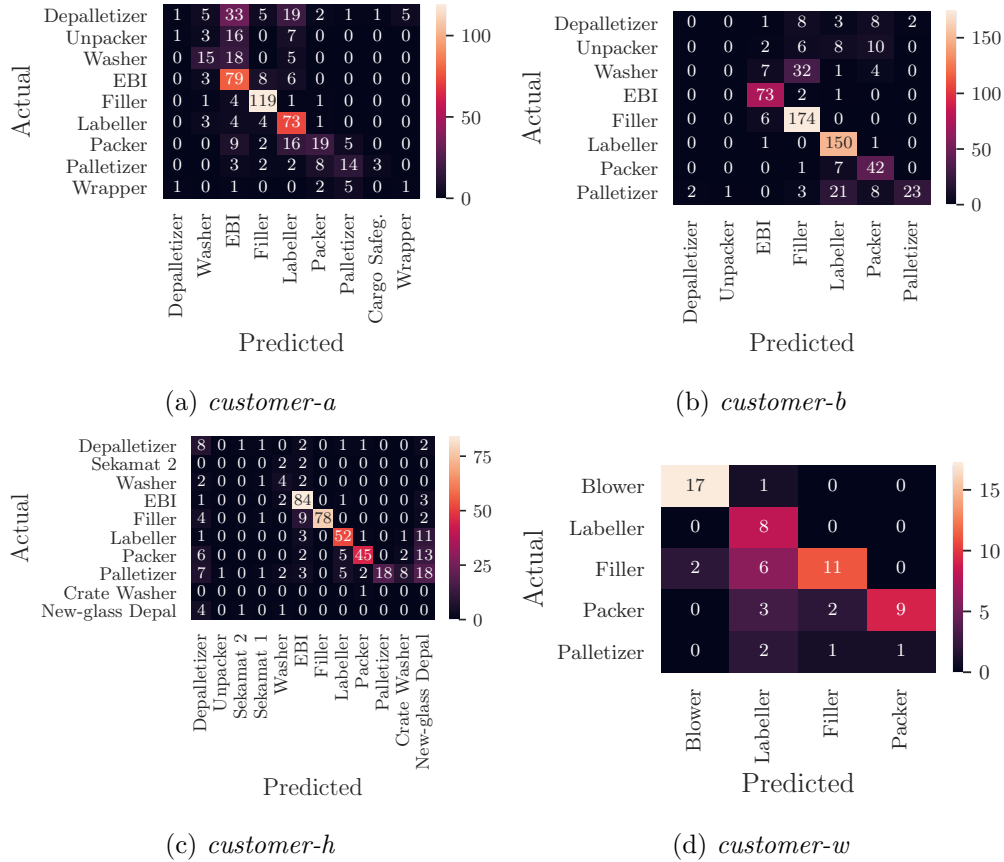 Actual
Depalletizer 1 5 33 5 19 2 1 1 5
Unpacker 1 3 16 0 7 0 0 0 0
Washer 0 15 18 0 5 0 0 0 0
EBI 0 3 79 8 6 0 0 0 0
Filler 0 1 4 119 1 1 0 0 0
Labeller 0 3 4 4 73 1 0 0 0
Packer 0 0 9 2 16 19 5 0 0
Palletizer 0 0 3 2 2 8 14 3 0
Wrapper 1 0 1 0 0 2 5 0 1
100
50
0
Depalletizer
Washer
EBI
Filler
Labeller
Packer
Palletizer
Cargo Safeg.
Wrapper
Predicted
(a) customer-a
Actual
Depalletizer 0 0 1 8 3 8 2
Unpacker 0 0 2 6 8 10 0
Washer 0 0 7 32 1 4 0
EBI 0 0 73 2 1 0 0
Filler 0 0 6 174 0 0 0
Labeller 0 0 1 0 150 1 0
Packer 0 0 0 1 7 42 0
Palletizer 2 1 0 3 21 8 23
150
100
50
0
Depalletizer
Unpacker
EBI
Filler
Labeller
Packer
Palletizer
Predicted
(b) customer-b
Actual
Depalletizer 8 0 1 1 0 2 0 1 1 0 0 2
Sekamat 2 0 0 0 0 2 2 0 0 0 0 0 0
Washer 2 0 0 1 4 2 0 0 0 0 0 0
EBI 1 0 0 0 2 84 0 1 0 0 0 3
Filler 4 0 0 1 0 9 78 0 0 0 0 2
Labeller 1 0 0 0 0 3 0 52 1 0 1 11
Packer 6 0 0 0 0 2 0 5 45 0 2 13
Palletizer 7 1 0 1 2 3 0 5 2 18 8 18
Crate Washer 0 0 0 0 0 0 0 0 1 0 0 0
New-glass Depal 4 0 1 0 1 0 0 0 0 0 0 0
75
50
25
0
Depalletizer
Unpacker
Sekamat 2
Sekamat 1
Washer
EBI
Filler
Labeller
Packer
Palletizer
Crate Washer
New-glass Depal
Predicted
(c) customer-h
Actual
Blower 17 1 0 0
Labeller 0 8 0 0
Filler 2 6 11 0
Packer 0 3 2 9
Palletizer 0 2 1 1
15
10
5
0
Blower
Labeller
Filler
Packer
Predicted
(d) customer-w